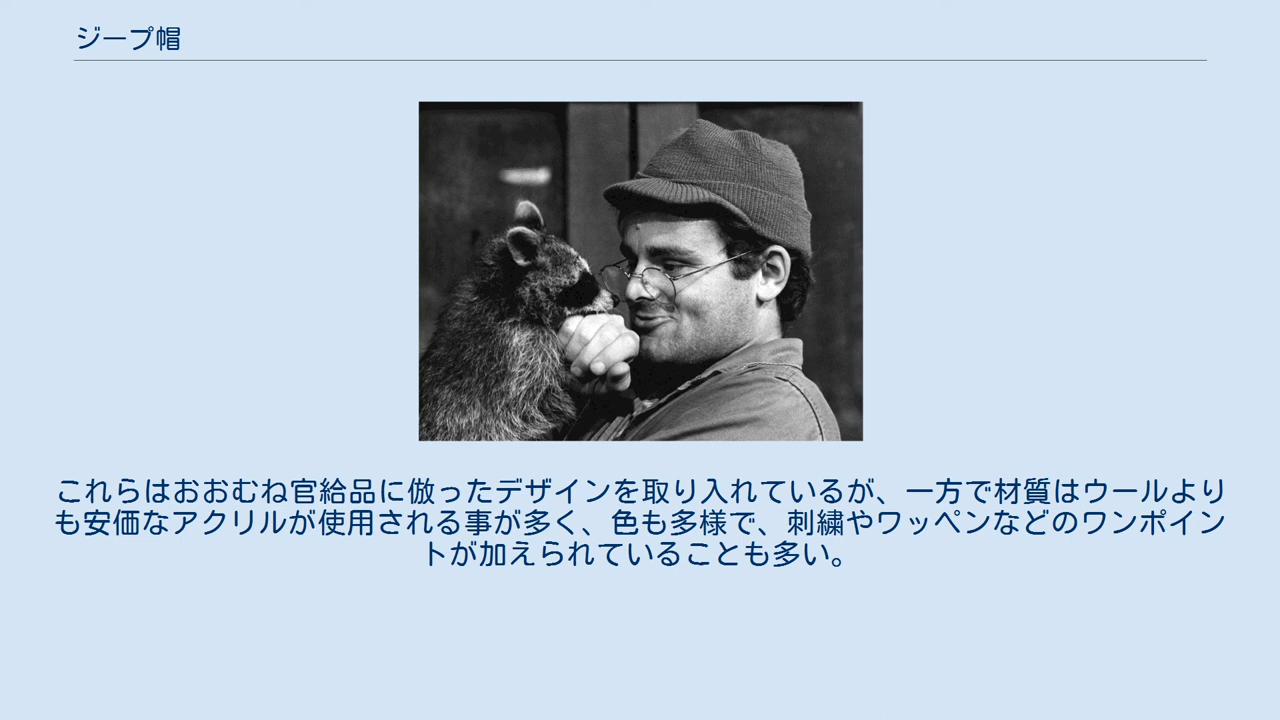 ジープ帽
これらはおおむね官給品に倣ったデザインを取り入れているが、一方で材質はウールより
も安価なアクリルが使用される事が多く、色も多様で、刺繍やワッペンなどのワンポイン
トが加えられていることも多い。